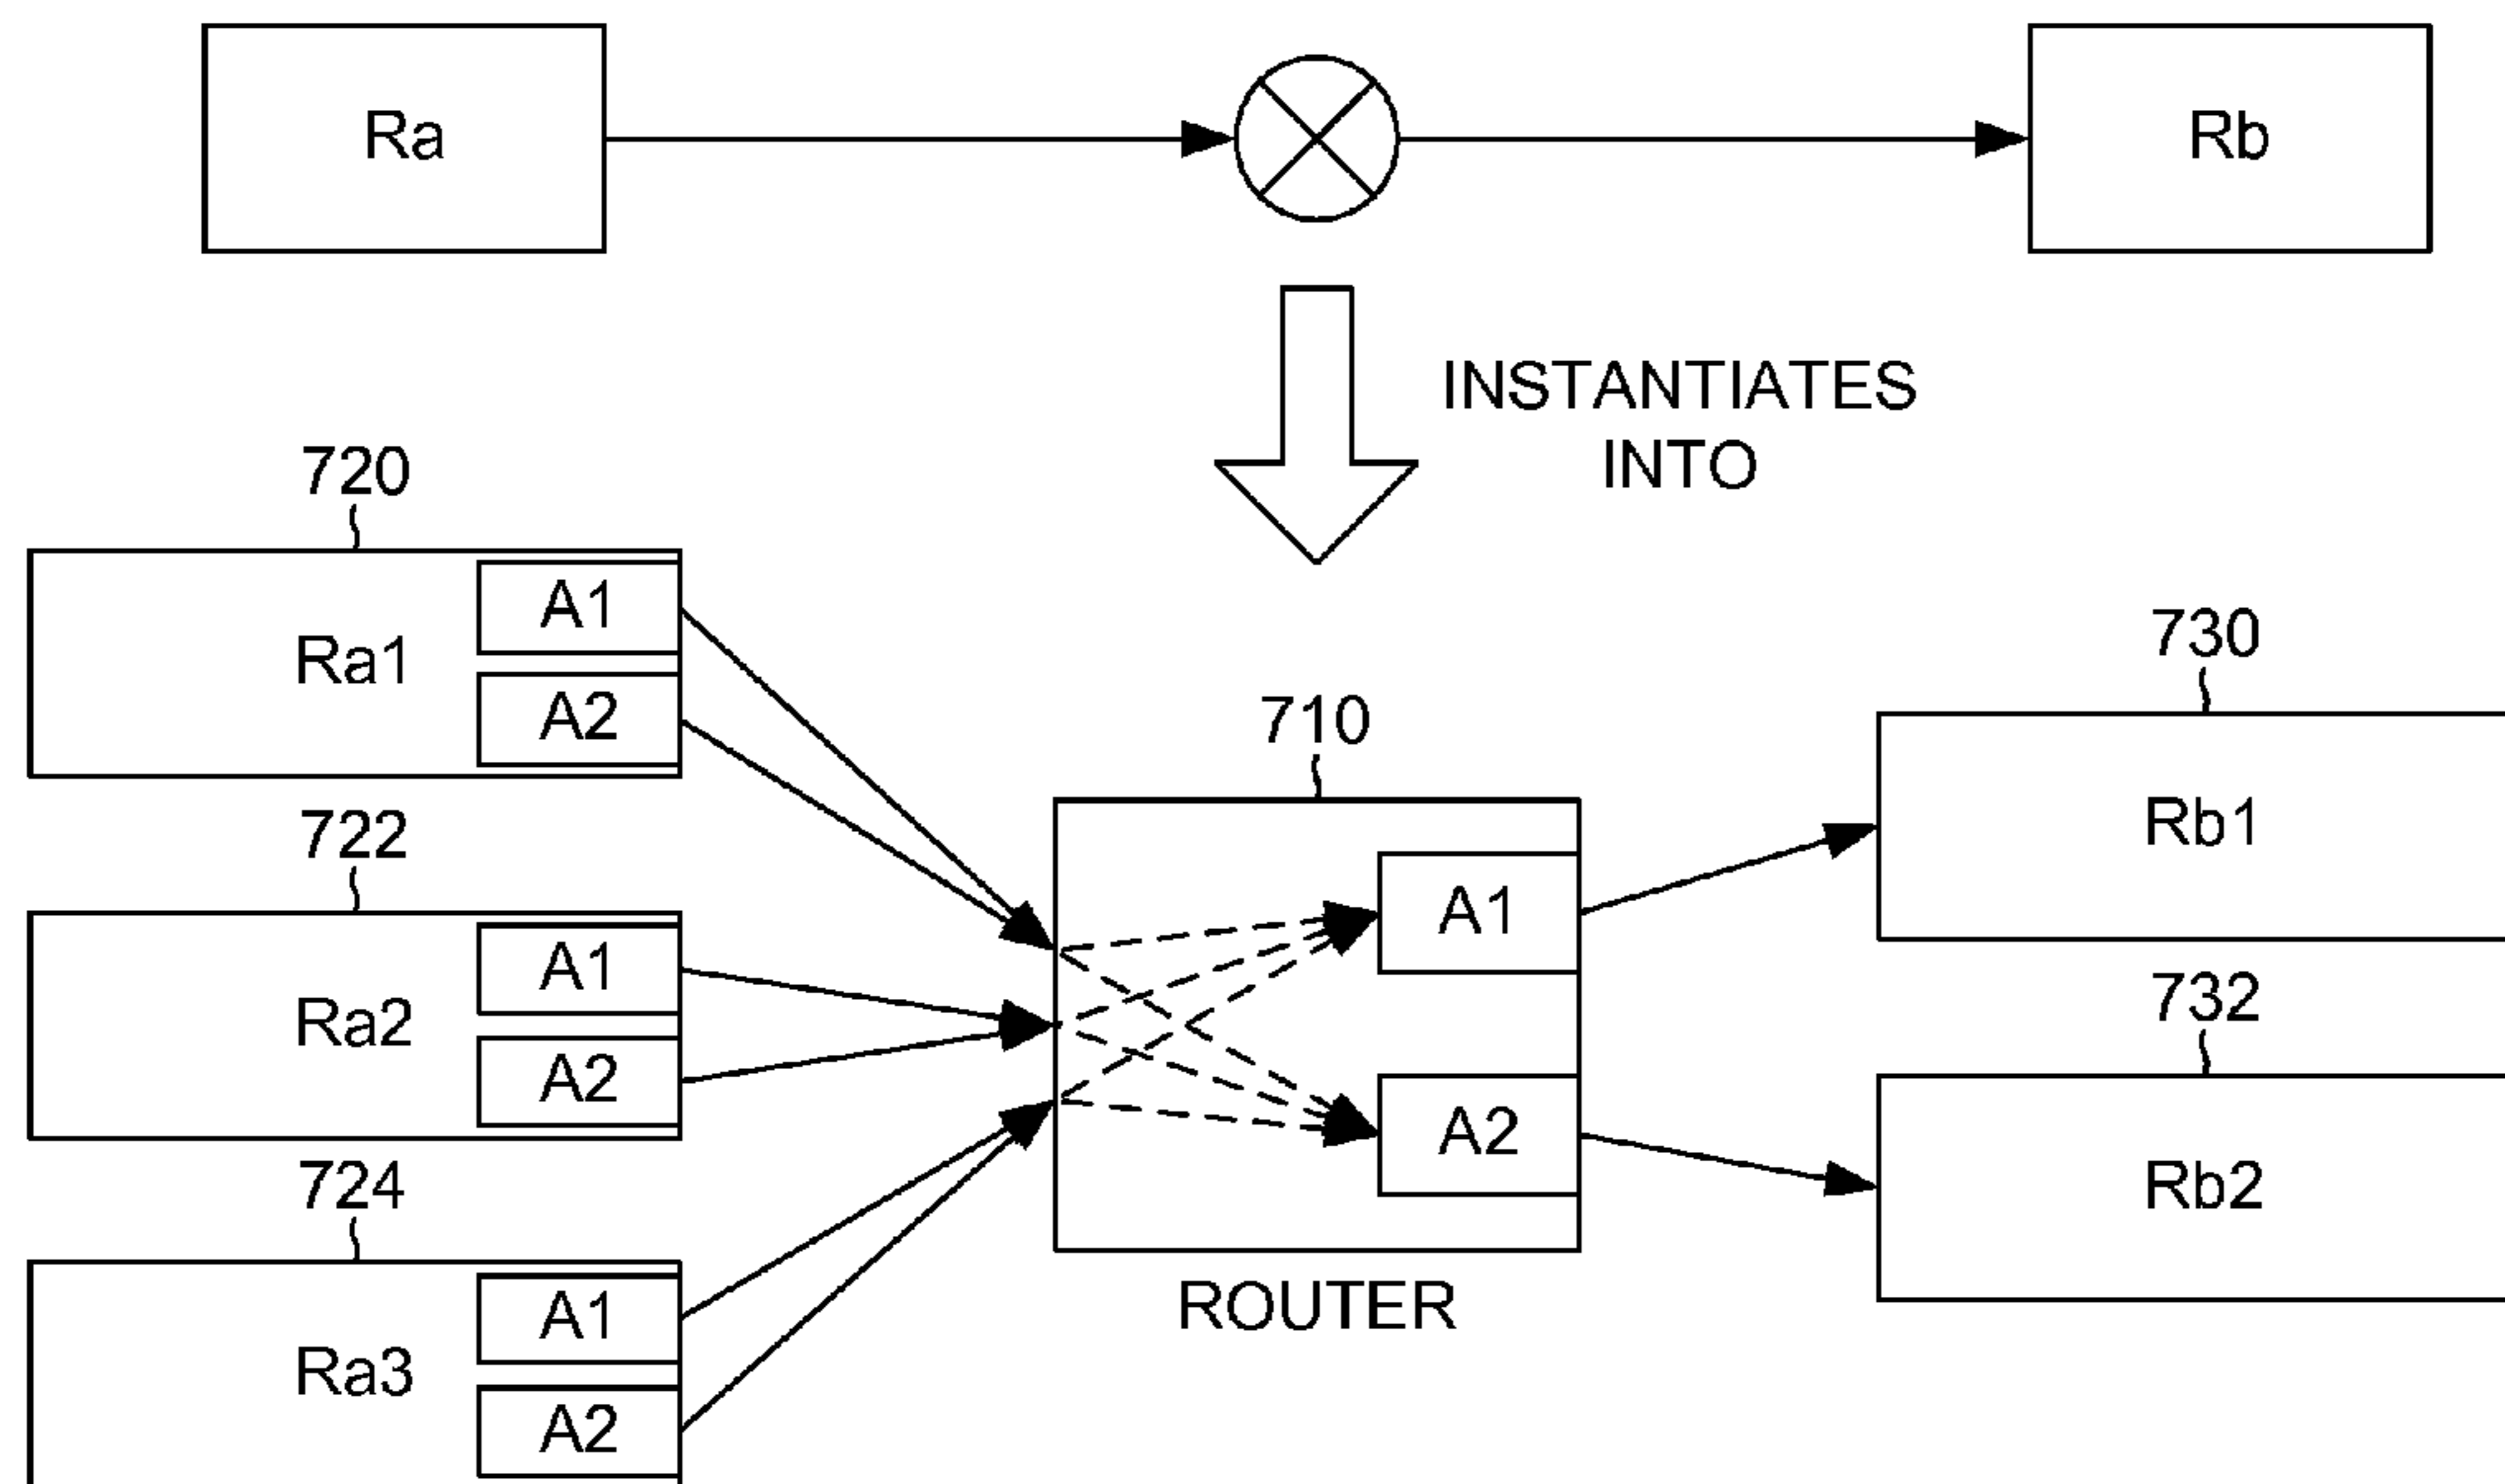 Ra
Rb
INSTANTIATES
INTO
720
Ra1
A1
A2
722
Ra2
A1
A2
724
Ra3
A1
A2
710
A1
A2
ROUTER
730
Rb1
732
Rb2